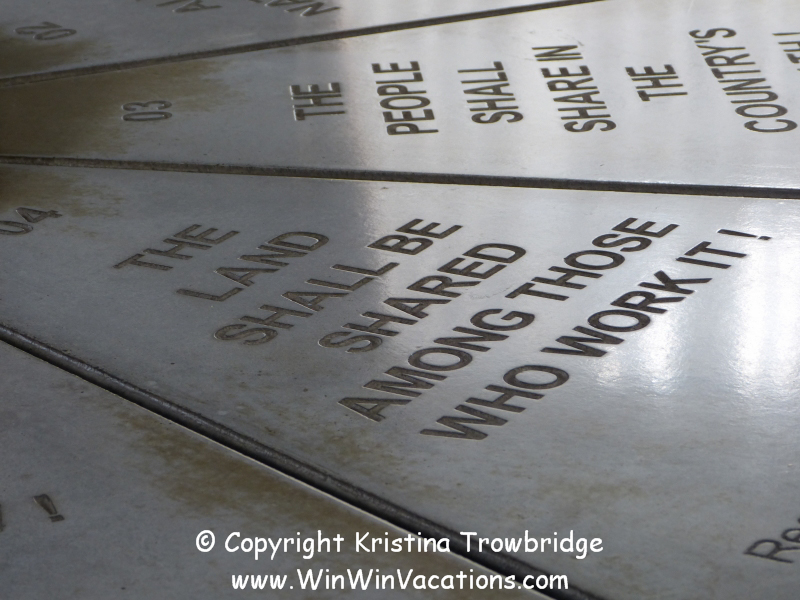 02
03
THE
PEOPLE
SHALL
SHARE IN
THE
COUNTRY'S
04
THE
LAND
SHALL BE
SHARED
AMONG THOSE
WHO WORK IT !
!
© Copyright Kristina Trowbridge
www.WinWinVacations.com